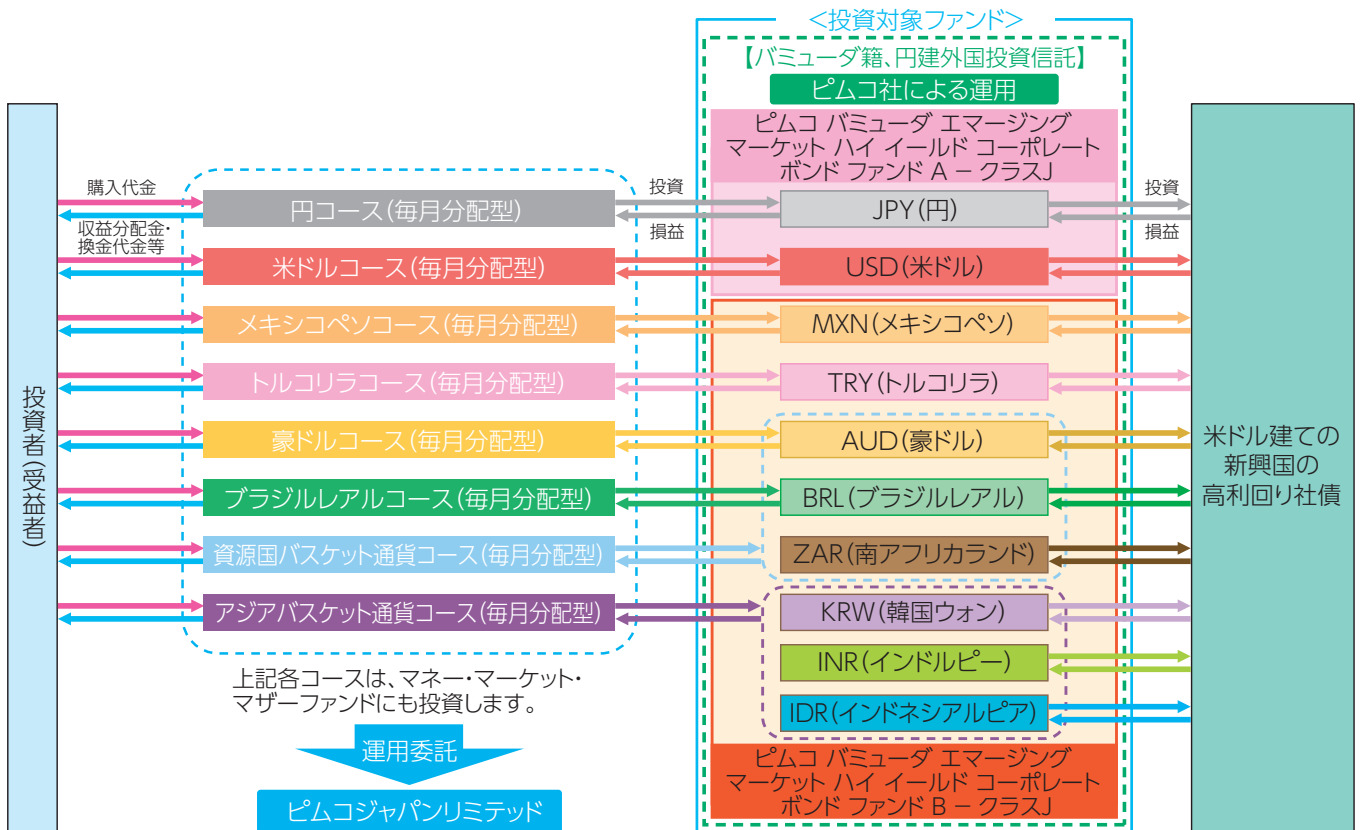 <投資対象ファンド>
【バミューダ籍、円建外国投資信託】
ピムコ社による運用
ピムコ バミューダ エマージング
マーケット ハイ イールド コーポレート
ボンド ファンド A － クラスJ
投資者(受益者)
購入代金
収益分配金・
換金代金等
円コース(毎月分配型)
投資
損益
JPY(円)
投資
損益
米ドルコース(毎月分配型)
USD(米ドル)
メキシコペソコース(毎月分配型)
MXN(メキシコペソ)
トルコリラコース(毎月分配型)
TRY(トルコリラ)
豪ドルコース(毎月分配型)
AUD(豪ドル)
ブラジルレアルコース(毎月分配型)
BRL(ブラジルレアル)
資源国バスケット通貨コース(毎月分配型)
ZAR(南アフリカランド)
アジアバスケット通貨コース(毎月分配型)
KRW(韓国ウォン)
INR(インドルピー)
IDR(インドネシアルピア)
米ドル建ての
新興国の
高利回り社債
上記各コースは、マネー・マーケット・
マザーファンドにも投資します。
運用委託
ピムコジャパンリミテッド
ピムコ バミューダ エマージング
マーケット ハイ イールド コーポレート
ボンド ファンド B － クラスJ